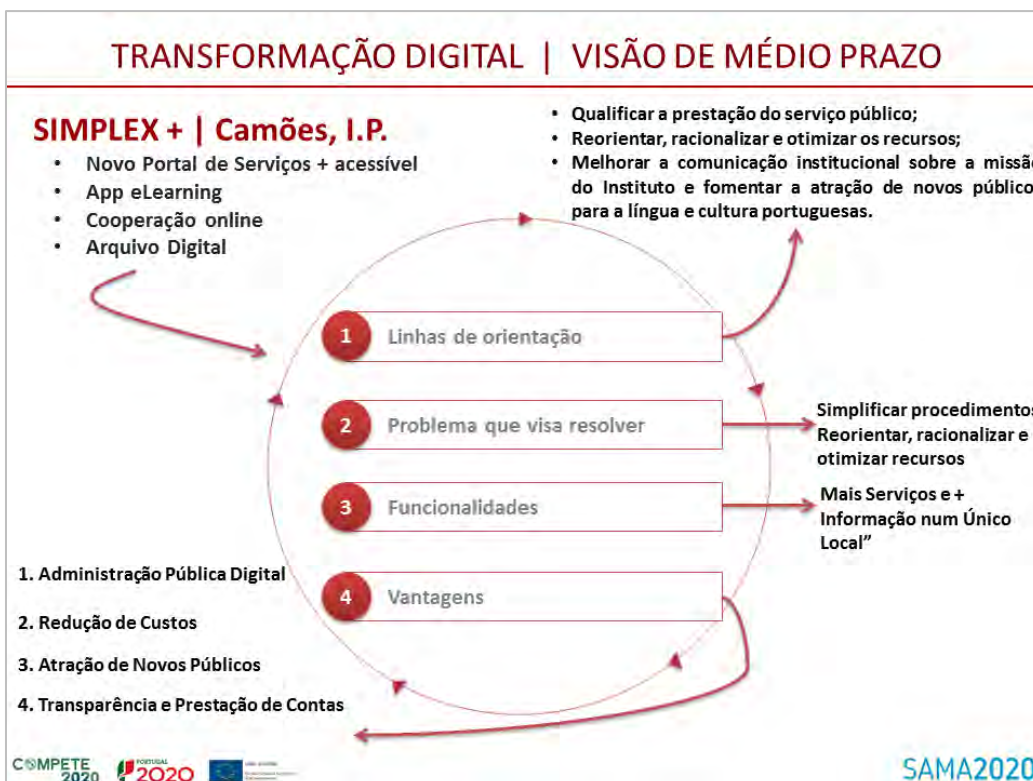 TRANSFORMAÇÃO DIGITAL | VISÃO DE MÉDIO PRAZO
SIMPLEX + | Camões, I.P.
• Novo Portal de Serviços + acessível
• App eLearning
• Cooperação online
• Arquivo Digital
• Qualificar a prestação do serviço público;
• Reorientar, racionalizar e otimizar os recursos;
• Melhorar a comunicação institucional sobre a missã
do Instituto e fomentar a atração de novos público
para a língua e cultura portuguesas.
1 Linhas de orientação
2 Problema que visa resolver
Simplificar procedimentos
Reorientar, racionalizar e
otimizar recursos
3 Funcionalidades
Mais Serviços e +
Informação num Único
Local”
4 Vantagens
1. Administração Pública Digital
2. Redução de Custos
3. Atração de Novos Públicos
4. Transparência e Prestação de Contas
COMPETE
2020
PORTUGAL
2020
SAMA2020